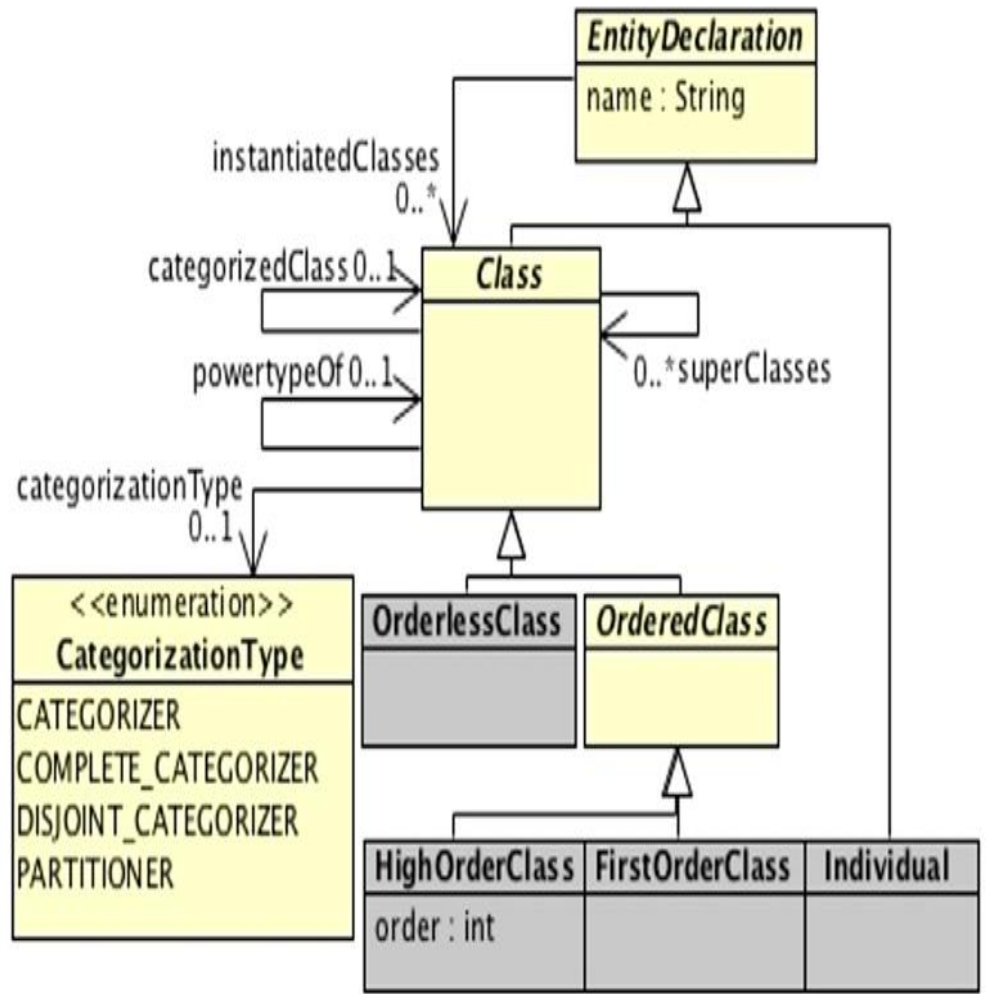 EntityDeclaration
name : String
instantiatedClasses
0..*
categorizedClass 0..1
Class
powertypeOf 0..1
0..* superClasses
categorizationType
0..1
<<enumeration>>
CategorizationType
CATEGORIZER
COMPLETE_CATEGORIZER
DISJOINT_CATEGORIZER
PARTITIONER
OrderlessClass
OrderedClass
HighOrderClass
order : int
FirstOrderClass
Individual